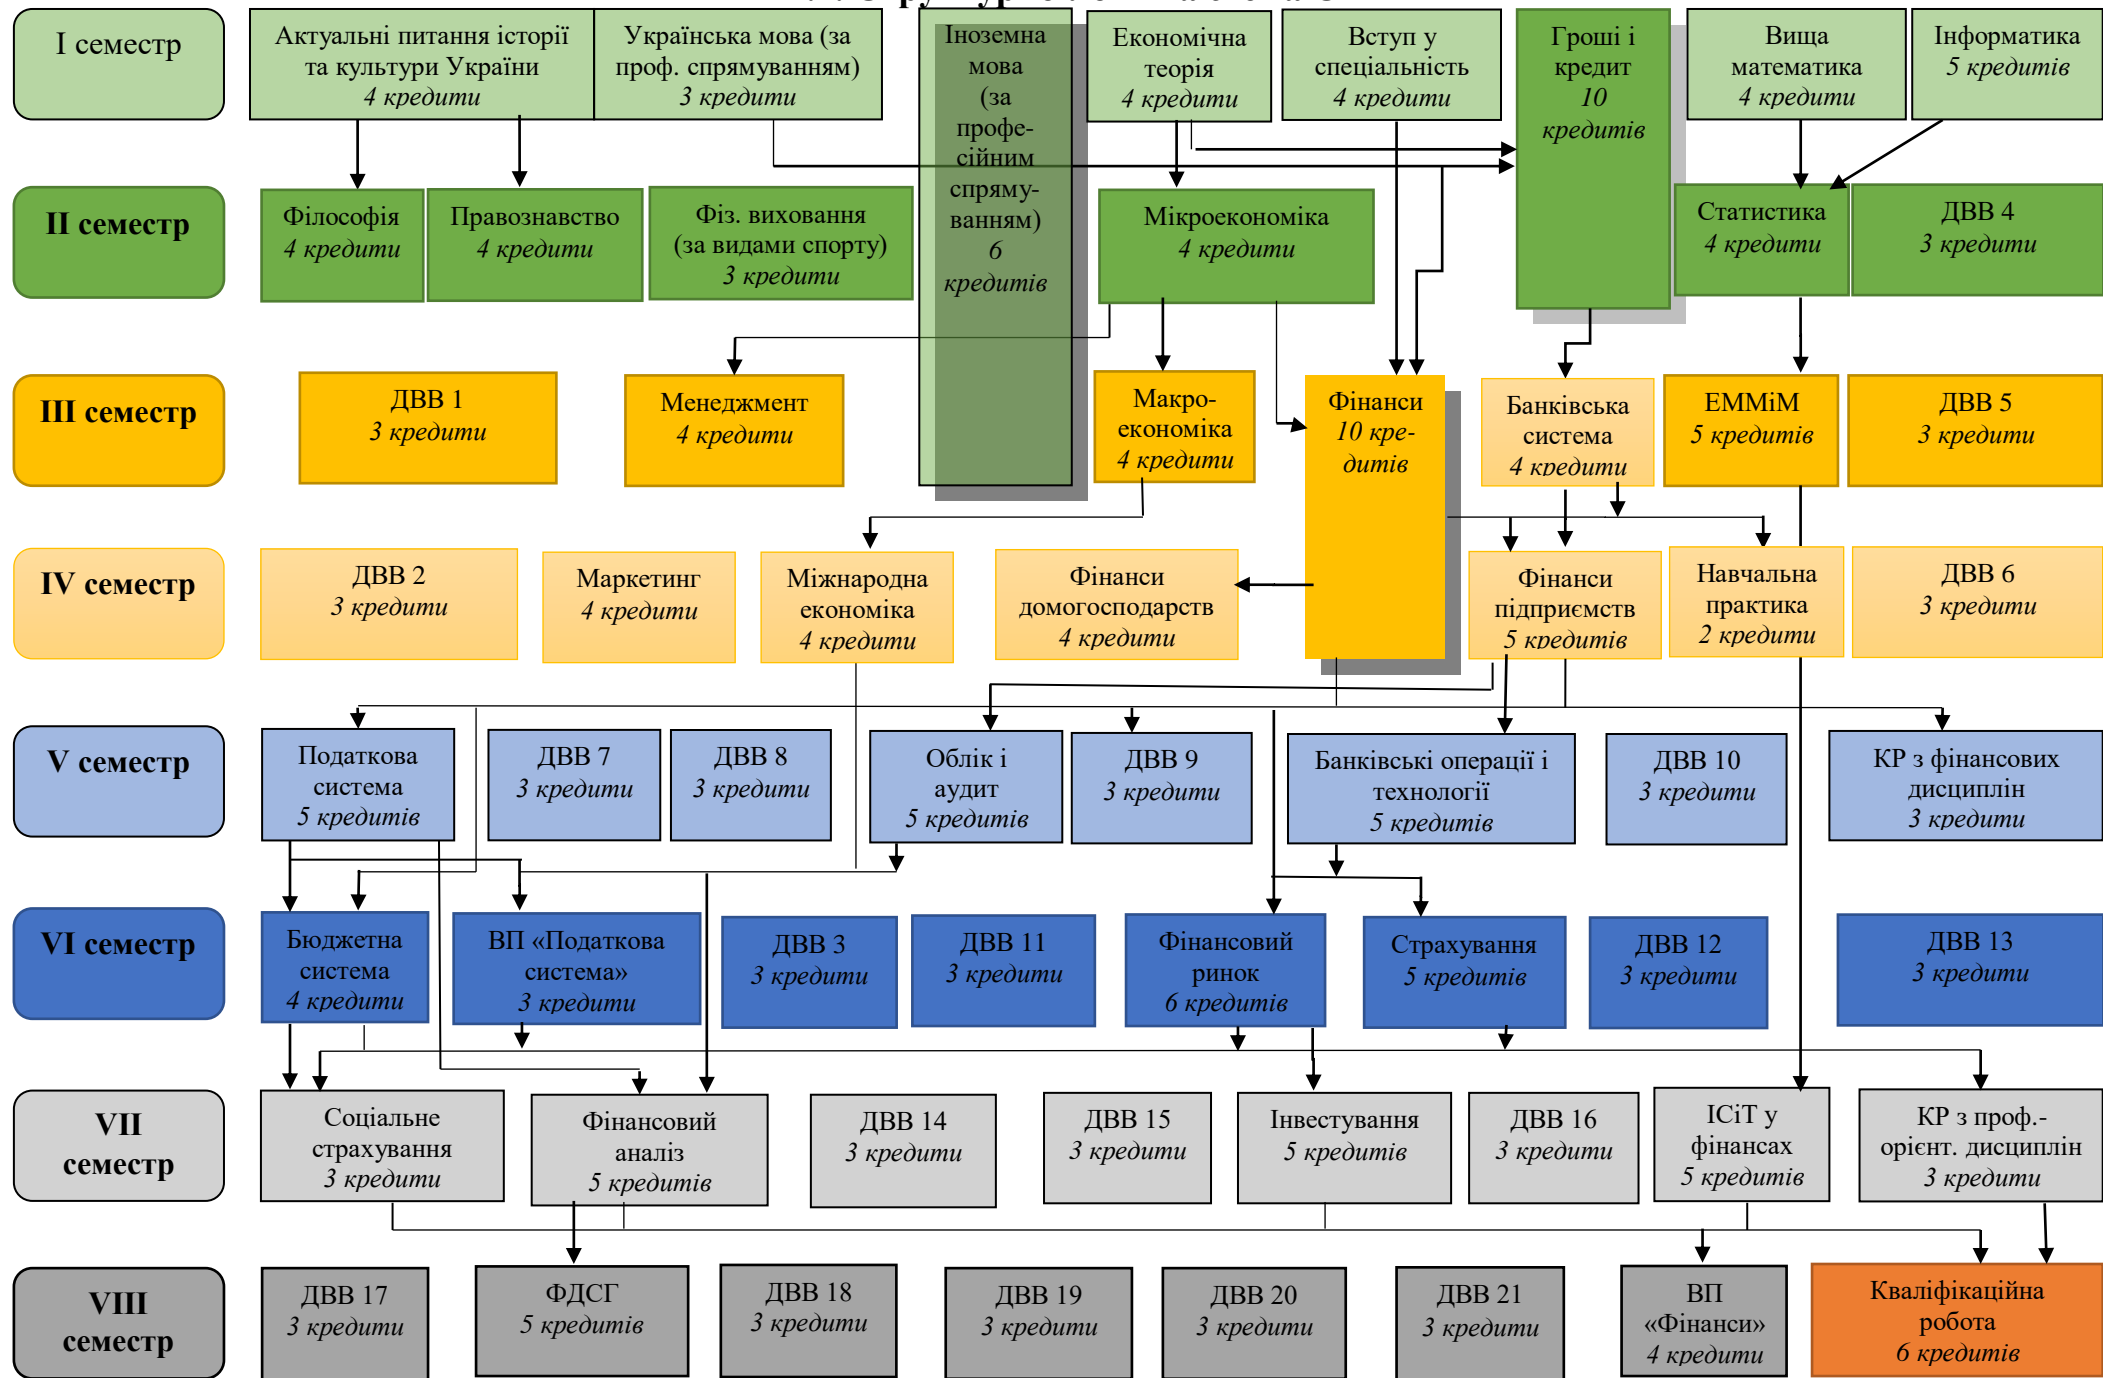 І семестр
Актуальні питання історії
та культури України
4 кредити
Українська мова (за
проф. спрямуванням)
3 кредити
Іноземна
мова
(за
профе-
сійним
спряму-
ванням)
6
кредитів
Економічна
теорія
4 кредити
Вступ у
спеціальність
4 кредити
Гроші і
кредит
10
кредитів
Вища
математика
4 кредити
Інформатика
5 кредитів
ІІ семестр
Філософія
4 кредити
Правознавство
4 кредити
Фіз. виховання
(за видами спорту)
3 кредити
Мікроекономіка
4 кредити
Статистика
4 кредити
ДВВ 4
3 кредити
ІІІ семестр
ДВВ 1
3 кредити
Менеджмент
4 кредити
Макро-
економіка
4 кредити
Фінанси
10 кре-
дитів
Банківська
система
4 кредити
ЕММіМ
5 кредитів
ДВВ 5
3 кредити
IV семестр
ДВВ 2
3 кредити
Маркетинг
4 кредити
Міжнародна
економіка
4 кредити
Фінанси
домогосподарств
4 кредити
Фінанси
підприємств
5 кредитів
Навчальна
практика
2 кредити
ДВВ 6
3 кредити
V семестр
Податкова
система
5 кредитів
ДВВ 7
3 кредити
ДВВ 8
3 кредити
Облік і
аудит
5 кредитів
ДВВ 9
3 кредити
Банківські операції і
технології
5 кредитів
ДВВ 10
3 кредити
КР з фінансових
дисциплін
3 кредити
VI семестр
Бюджетна
система
4 кредити
ВП «Податкова
система»
3 кредити
ДВВ 3
3 кредити
ДВВ 11
3 кредити
Фінансовий
ринок
6 кредитів
Страхування
5 кредитів
ДВВ 12
3 кредити
ДВВ 13
3 кредити
VII
семестр
Соціальне
страхування
3 кредити
Фінансовий
аналіз
5 кредитів
ДВВ 14
3 кредити
ДВВ 15
3 кредити
Інвестування
5 кредитів
ДВВ 16
3 кредити
ІСіТ у
фінансах
5 кредитів
КР з проф.-
орієнт. дисциплін
3 кредити
VIII
семестр
ДВВ 17
3 кредити
ФДСГ
5 кредитів
ДВВ 18
3 кредити
ДВВ 19
3 кредити
ДВВ 20
3 кредити
ДВВ 21
3 кредити
ВП
«Фінанси»
4 кредити
Кваліфікаційна
робота
6 кредитів